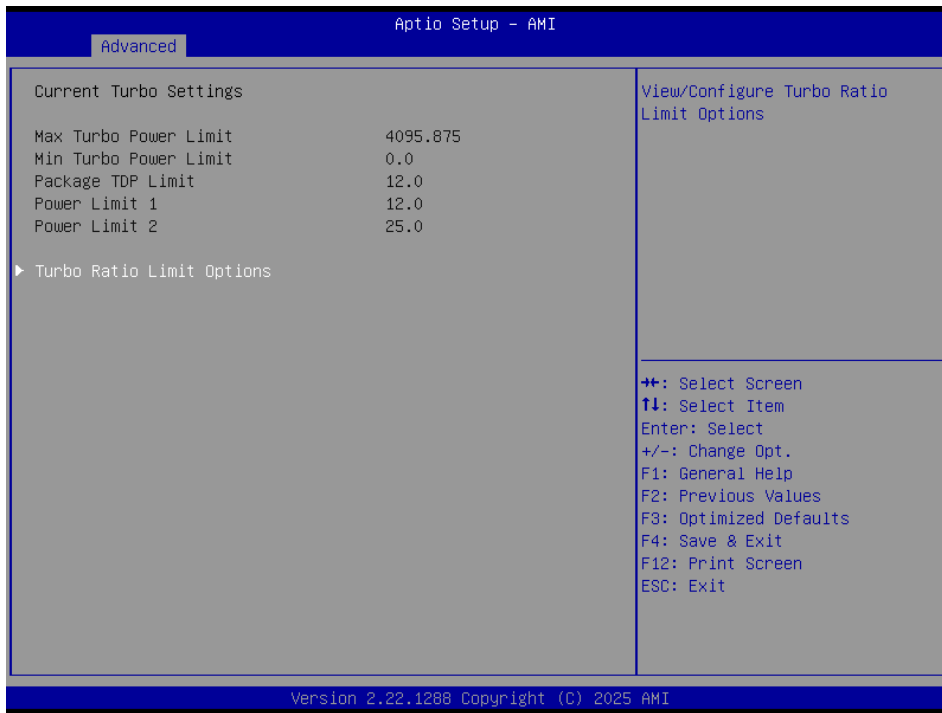 Aptio Setup – AMI
Advanced
Current Turbo Settings
Max Turbo Power Limit 4095.875
Min Turbo Power Limit 0.0
Package TDP Limit 12.0
Power Limit 1 12.0
Power Limit 2 25.0
▶ Turbo Ratio Limit Options
View/Configure Turbo Ratio
Limit Options
→←: Select Screen
↑↓: Select Item
Enter: Select
+/-: Change Opt.
F1: General Help
F2: Previous Values
F3: Optimized Defaults
F4: Save & Exit
F12: Print Screen
ESC: Exit
Version 2.22.1288 Copyright (C) 2025 AMI